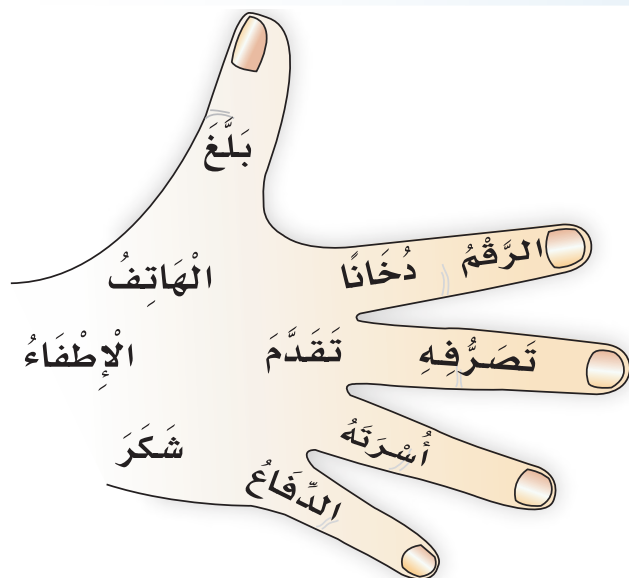 بَلَّغَ
الرَّقْمُ
دُخَانًا
الْهَاتِفُ
تَصَرُّفِهِ
تَقَدَّمَ
الْإِطْفَاءُ
أُسْرَتَهُ
شَكَرَ
الدِّفَاعُ